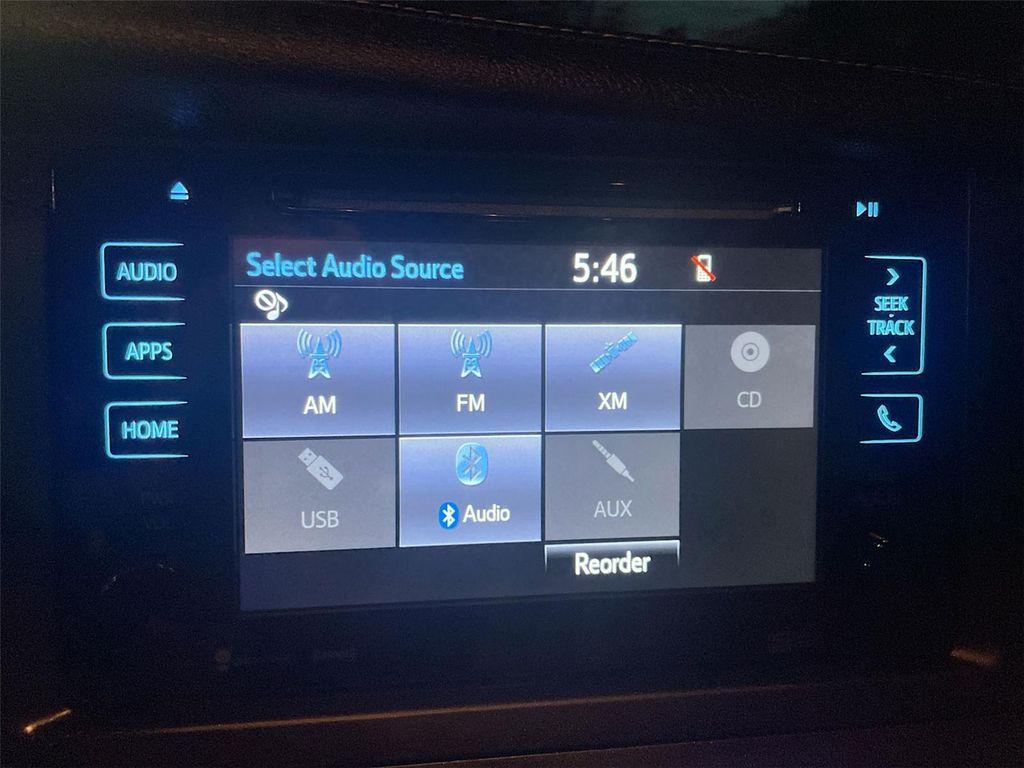 AUDIO
APPS
HOME
Select Audio Source
5:46
AM
FM
XM
CD
USB
Audio
AUX
Reorder
SEEK
TRACK